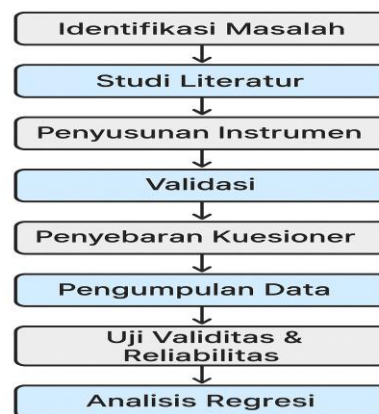 Identifikasi Masalah
Studi Literatur
Penyusunan Instrumen
Validasi
Penyebaran Kuesioner
Pengumpulan Data
Uji Validitas &
Reliabilitas
Analisis Regresi